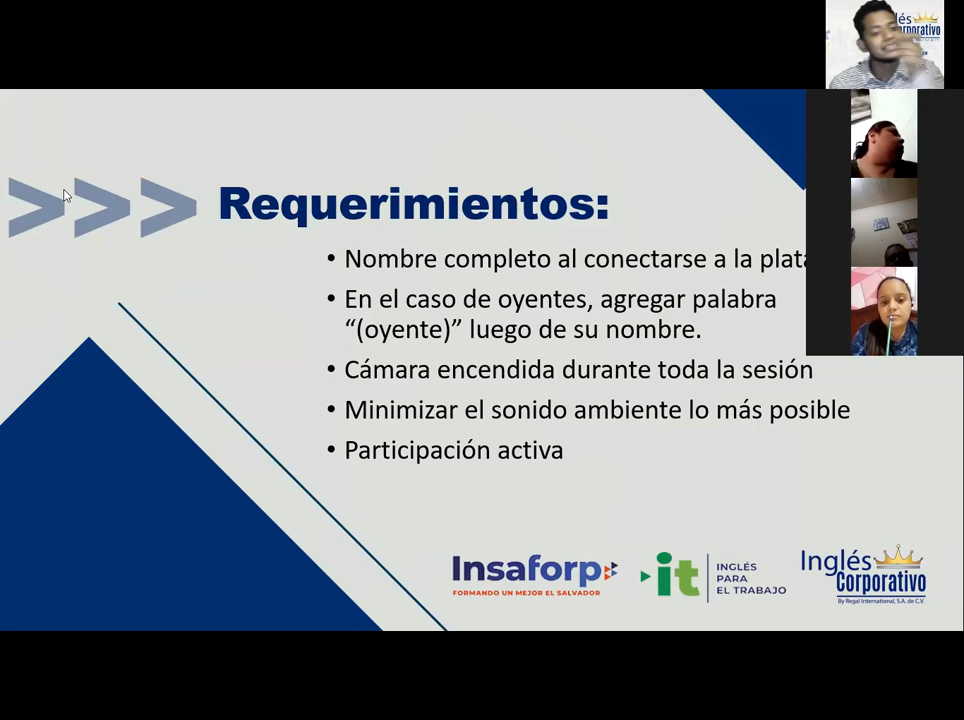 Requerimientos:
• Nombre completo al conectarse a la
• En el caso de oyentes, agregar palabra
“(oyente)” luego de su nombre.
• Cámara encendida durante toda la sesión
• Minimizar el sonido ambiente lo más posible
• Participación activa
Insaforp
FORMANDO UN MEJOR EL SALVADOR
it
INGLÉS
PARA
EL TRABAJO
Inglés
Corporativo
By Regal International, S.A. de C.V.